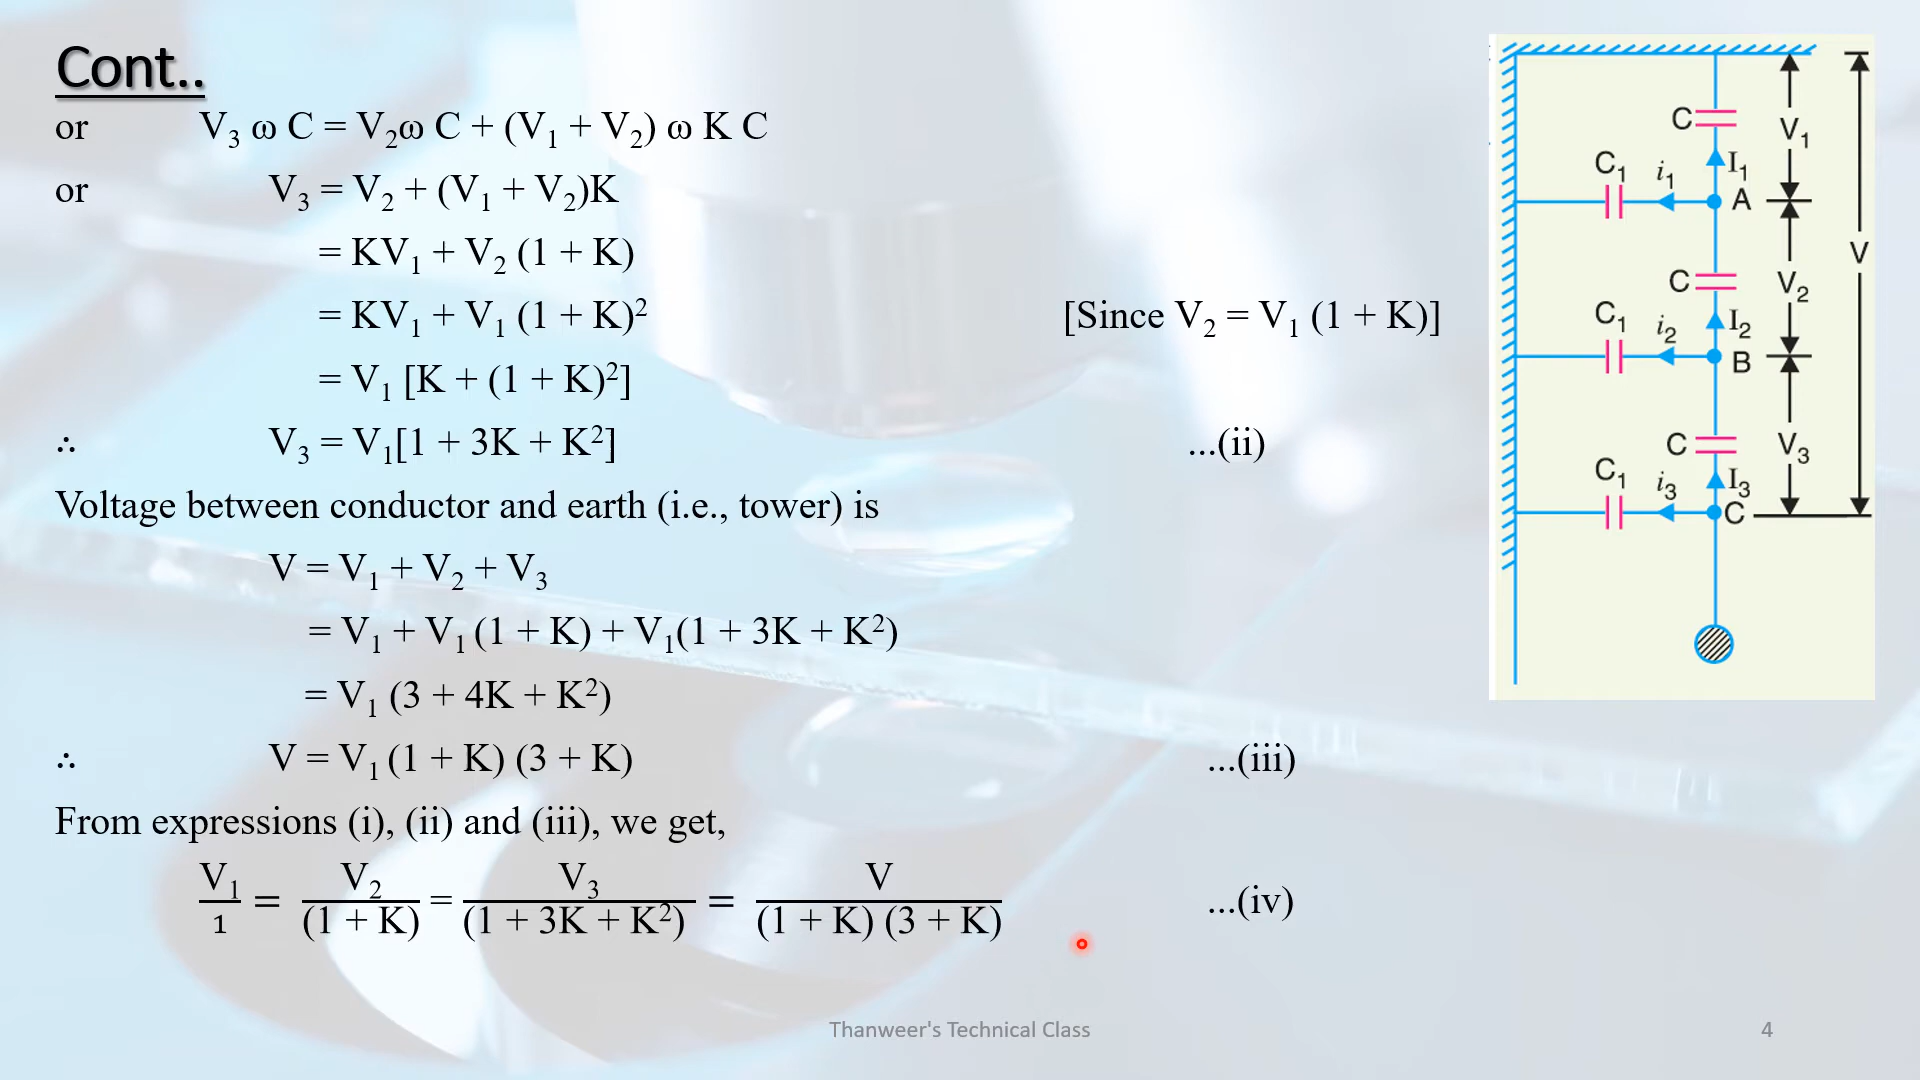 Cont..
or V₃ ω C = V₂ω C + (V₁ + V₂) ω K C
or V₃ = V₂ + (V₁ + V₂)K
= KV₁ + V₂ (1 + K)
= KV₁ + V₁ (1 + K)² [Since V₂ = V₁ (1 + K)]
= V₁ [K + (1 + K)²]
∴ V₃ = V₁[1 + 3K + K²] ...(ii)
Voltage between conductor and earth (i.e., tower) is
V = V₁ + V₂ + V₃
= V₁ + V₁ (1 + K) + V₁(1 + 3K + K²)
= V₁ (3 + 4K + K²)
∴ V = V₁ (1 + K) (3 + K) ...(iii)
From expressions (i), (ii) and (iii), we get,
V₁/1 = V₂/(1 + K) = V₃/(1 + 3K + K²) = V/(1 + K) (3 + K) ...(iv)
C V₁
C₁ i₁ I₁
A
V
C V₂
C₁ i₂ I₂
B
C V₃
C₁ i₃ I₃
C
Thanweer's Technical Class 4